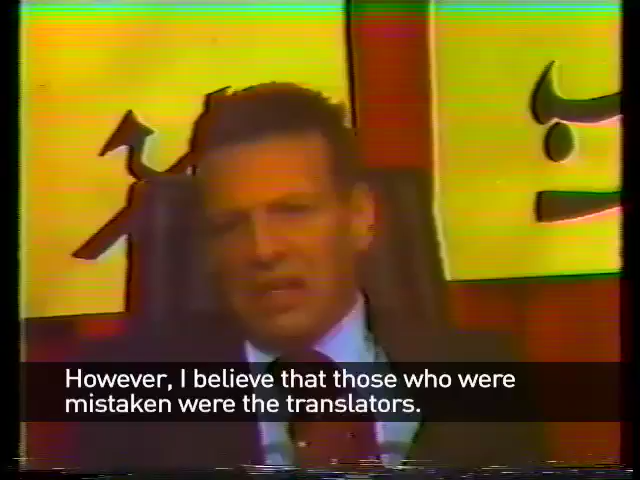 However, I believe that those who were
mistaken were the translators.